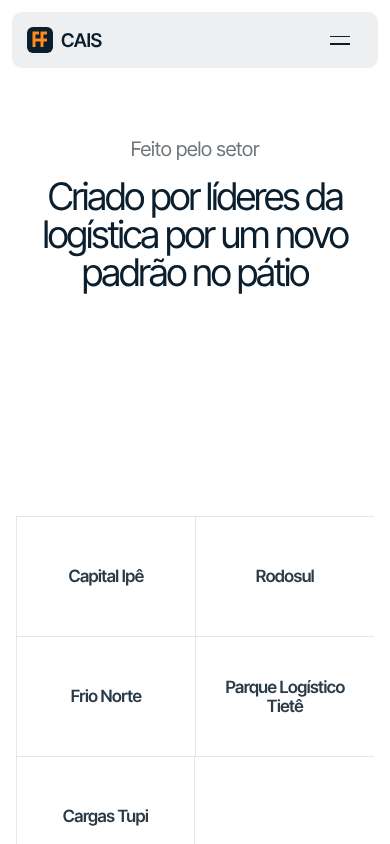 CAIS
Feito pelo setor
Criado por líderes da
logística por um novo
padrão no pátio
Capital Ipê
Rodosul
Frio Norte
Parque Logístico
Tietê
Cargas Tupi